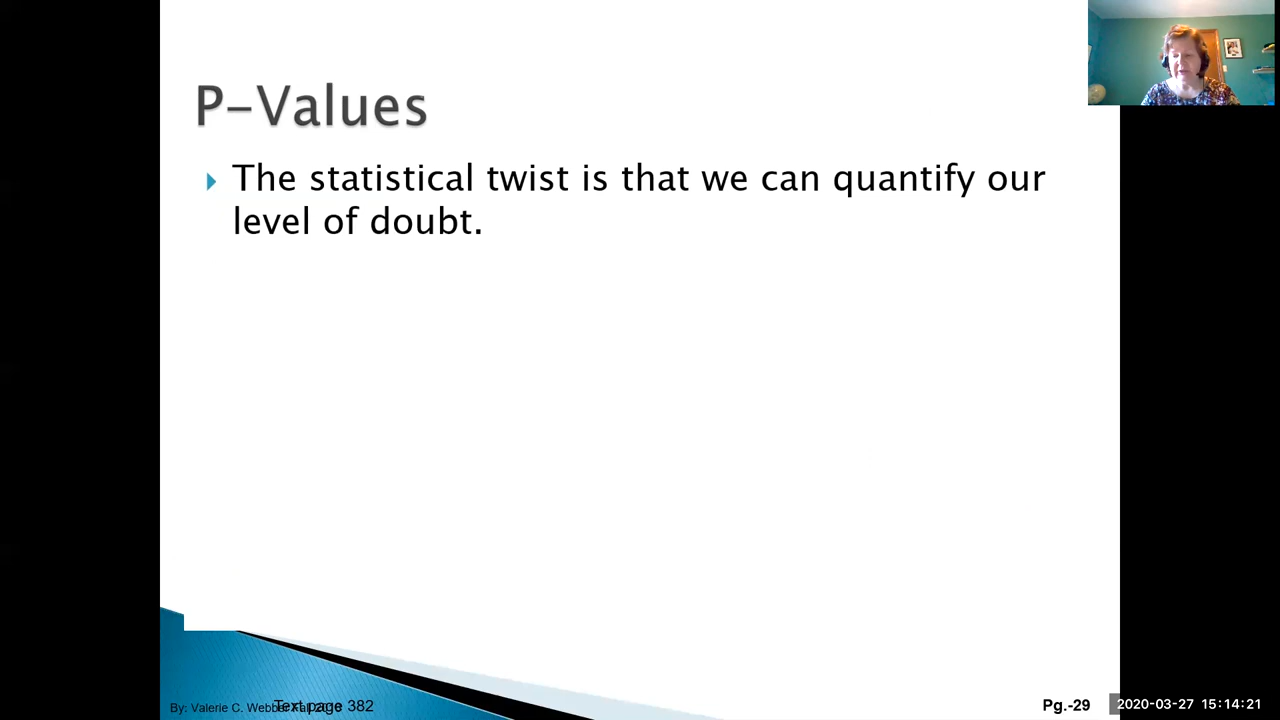 P-Values
The statistical twist is that we can quantify our
level of doubt.
By: Valerie C. Webber
Text page 382
Pg.-29
2020-03-27 15:14:21